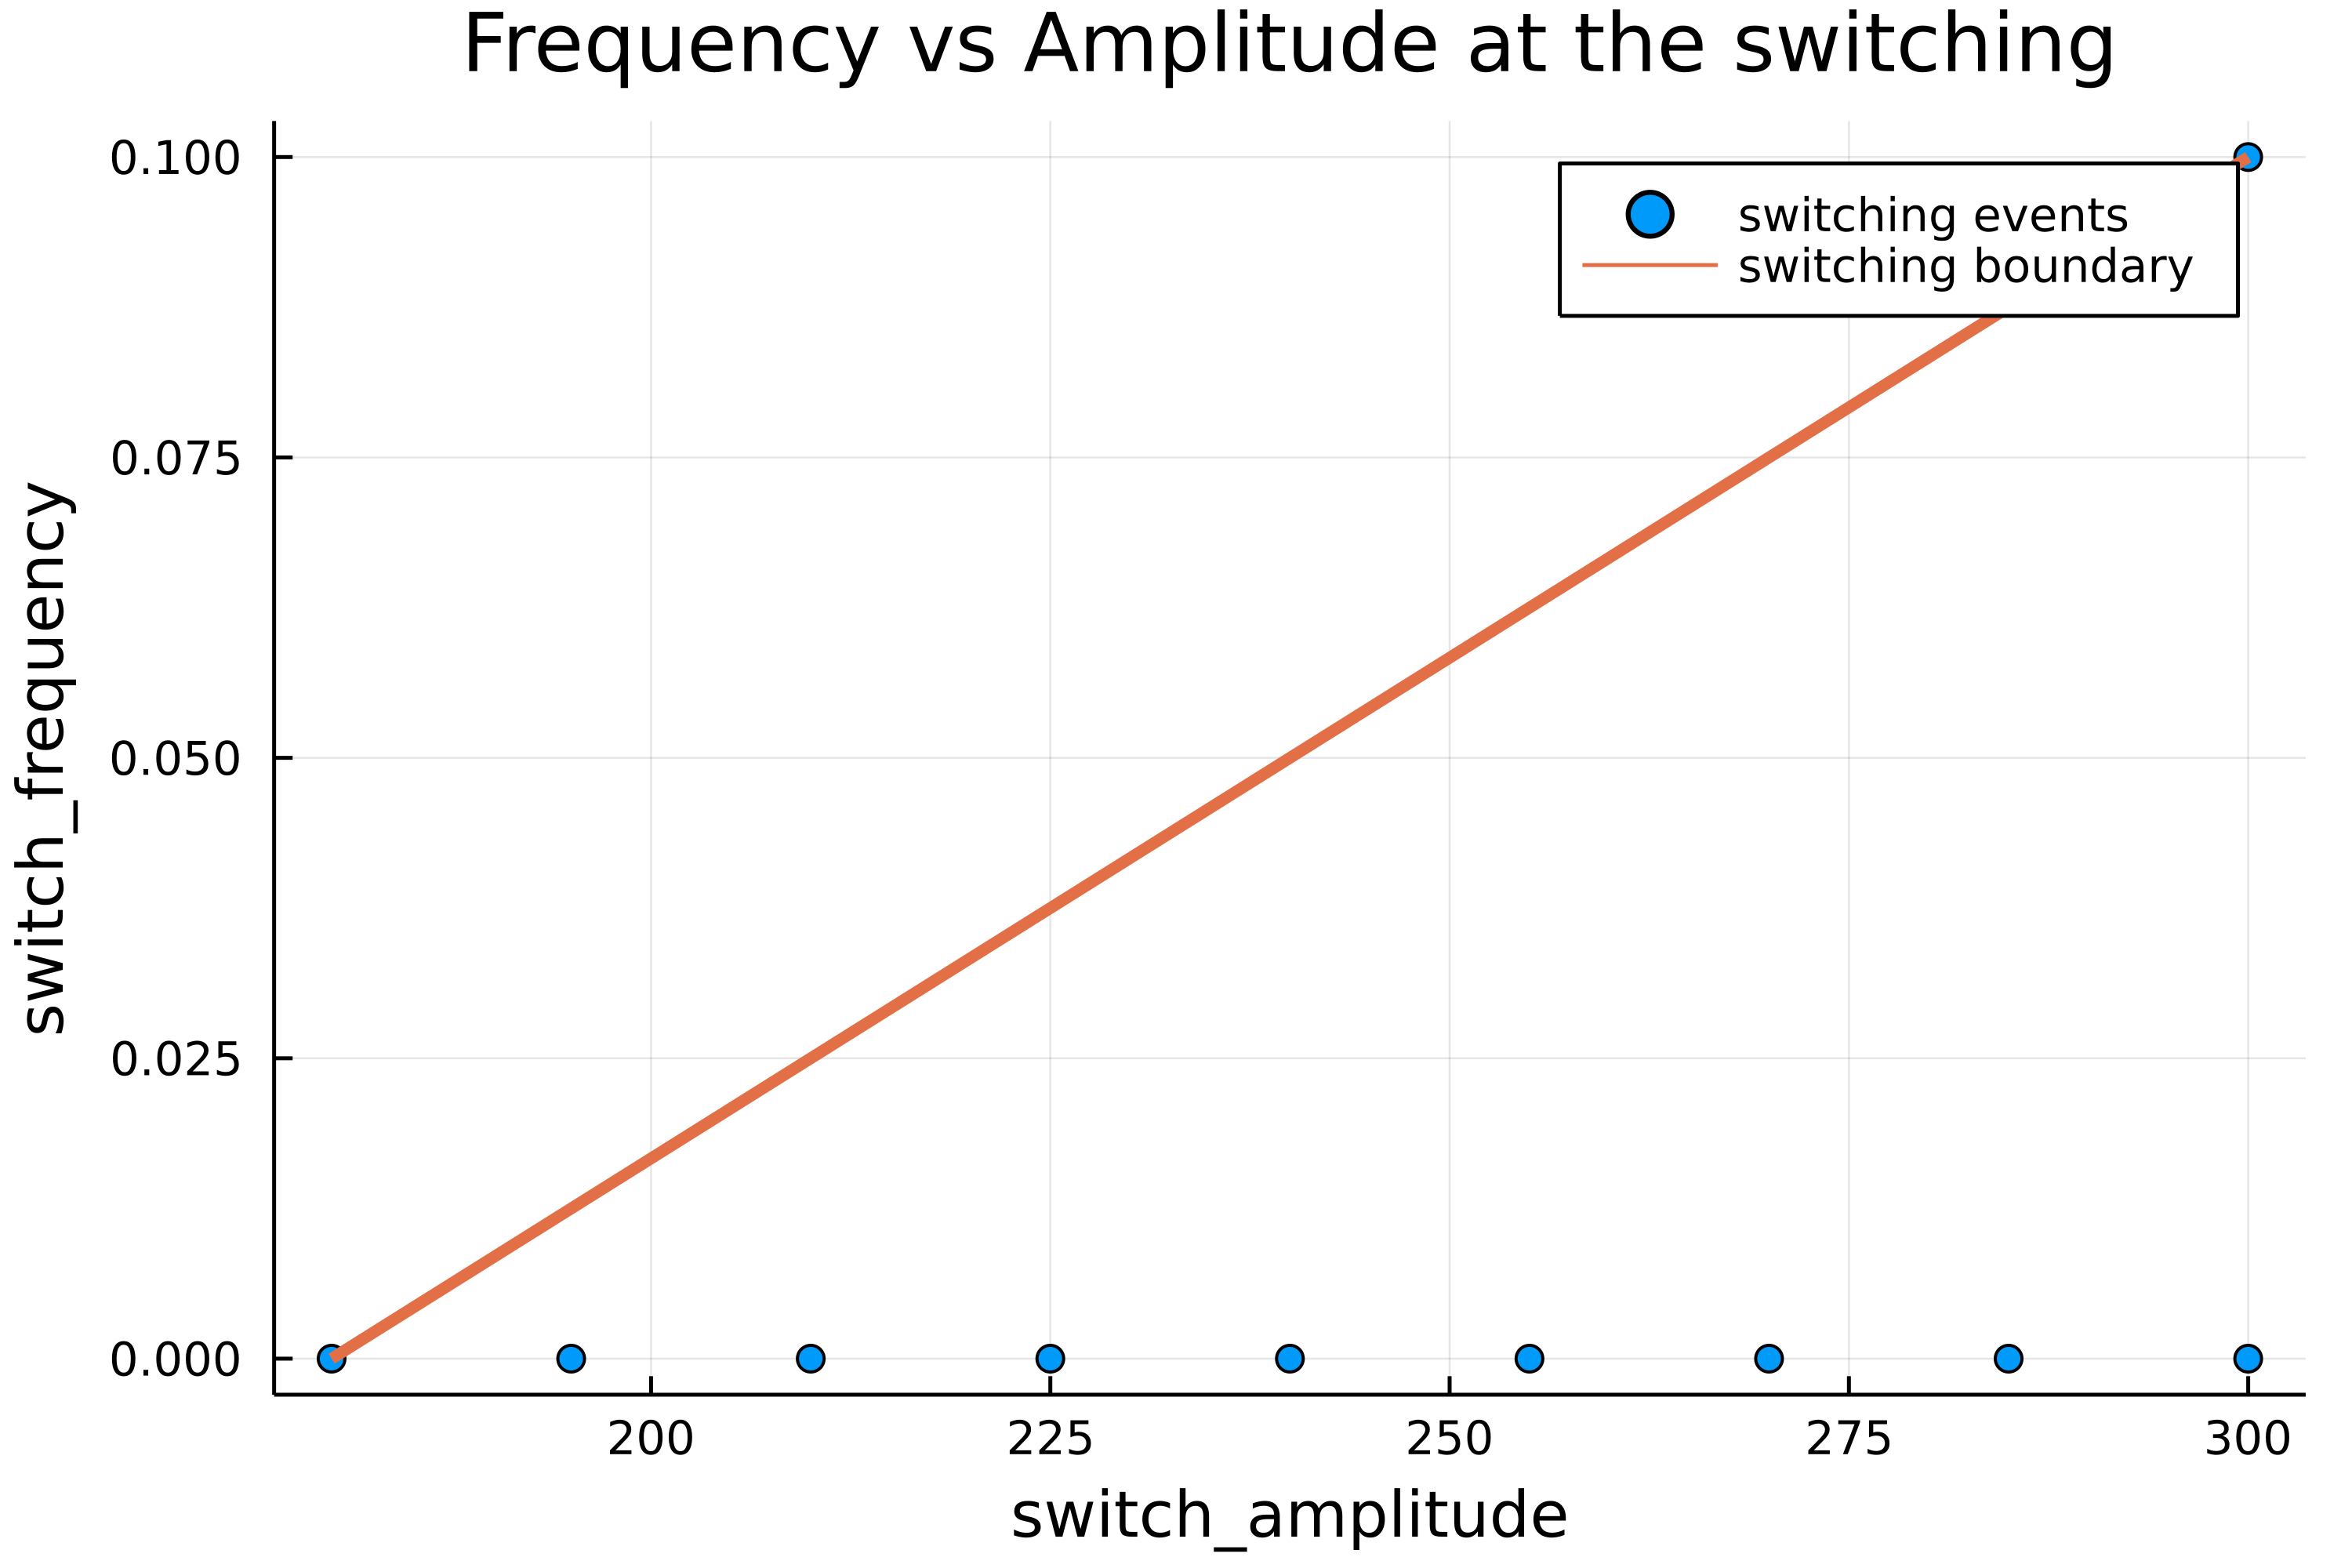 Frequency vs Amplitude at the switching
switching events
switching boundary
switch_frequency
0.100
0.075
0.050
0.025
0.000
200 225 250 275 300
switch_amplitude